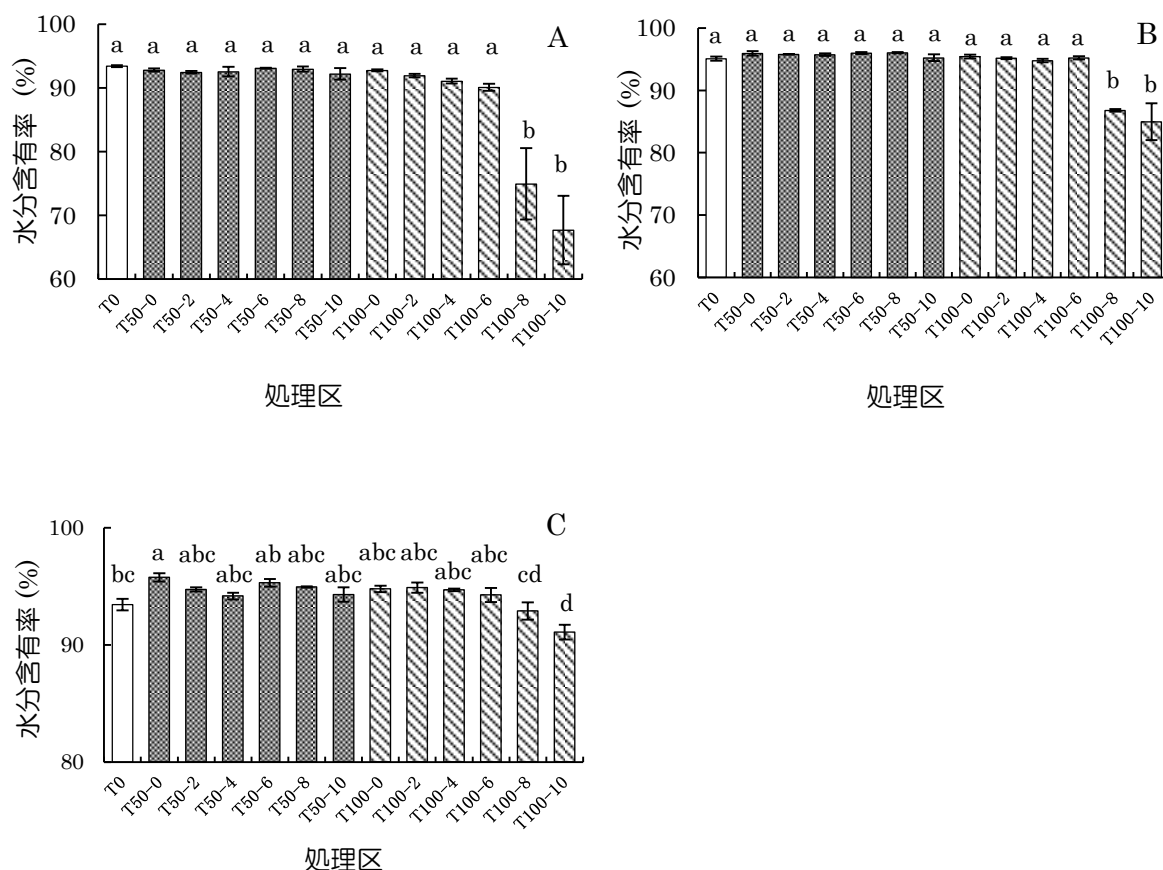 A
水分含有率 (%)
100
90
80
70
60
a a a a a a a a a a a b b
T0 T50-0 T50-2 T50-4 T50-6 T50-8 T50-10 T100-0 T100-2 T100-4 T100-6 T100-8 T100-10
処理区
B
水分含有率 (%)
100
90
80
70
60
a a a a a a a a a a a b b
T0 T50-0 T50-2 T50-4 T50-6 T50-8 T50-10 T100-0 T100-2 T100-4 T100-6 T100-8 T100-10
処理区
C
水分含有率 (%)
100
90
80
bc a abc abc ab abc abc abc abc abc abc cd d
T0 T50-0 T50-2 T50-4 T50-6 T50-8 T50-10 T100-0 T100-2 T100-4 T100-6 T100-8 T100-10
処理区